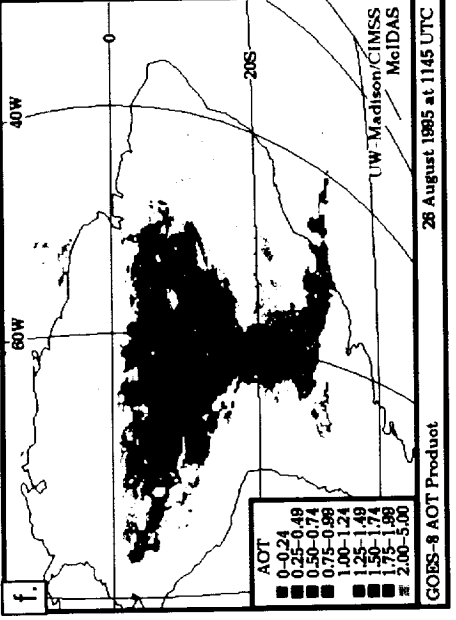 f.
40W
60W
0
20S
UW-Madison/CIMSS
McIDAS
AOT
0-0.24
0.25-0.49
0.50-0.74
0.75-0.99
1.00-1.24
1.25-1.49
1.50-1.74
1.75-1.99
2.00-5.00
GOES-8 AOT Product
26 August 1995 at 1145 UTC